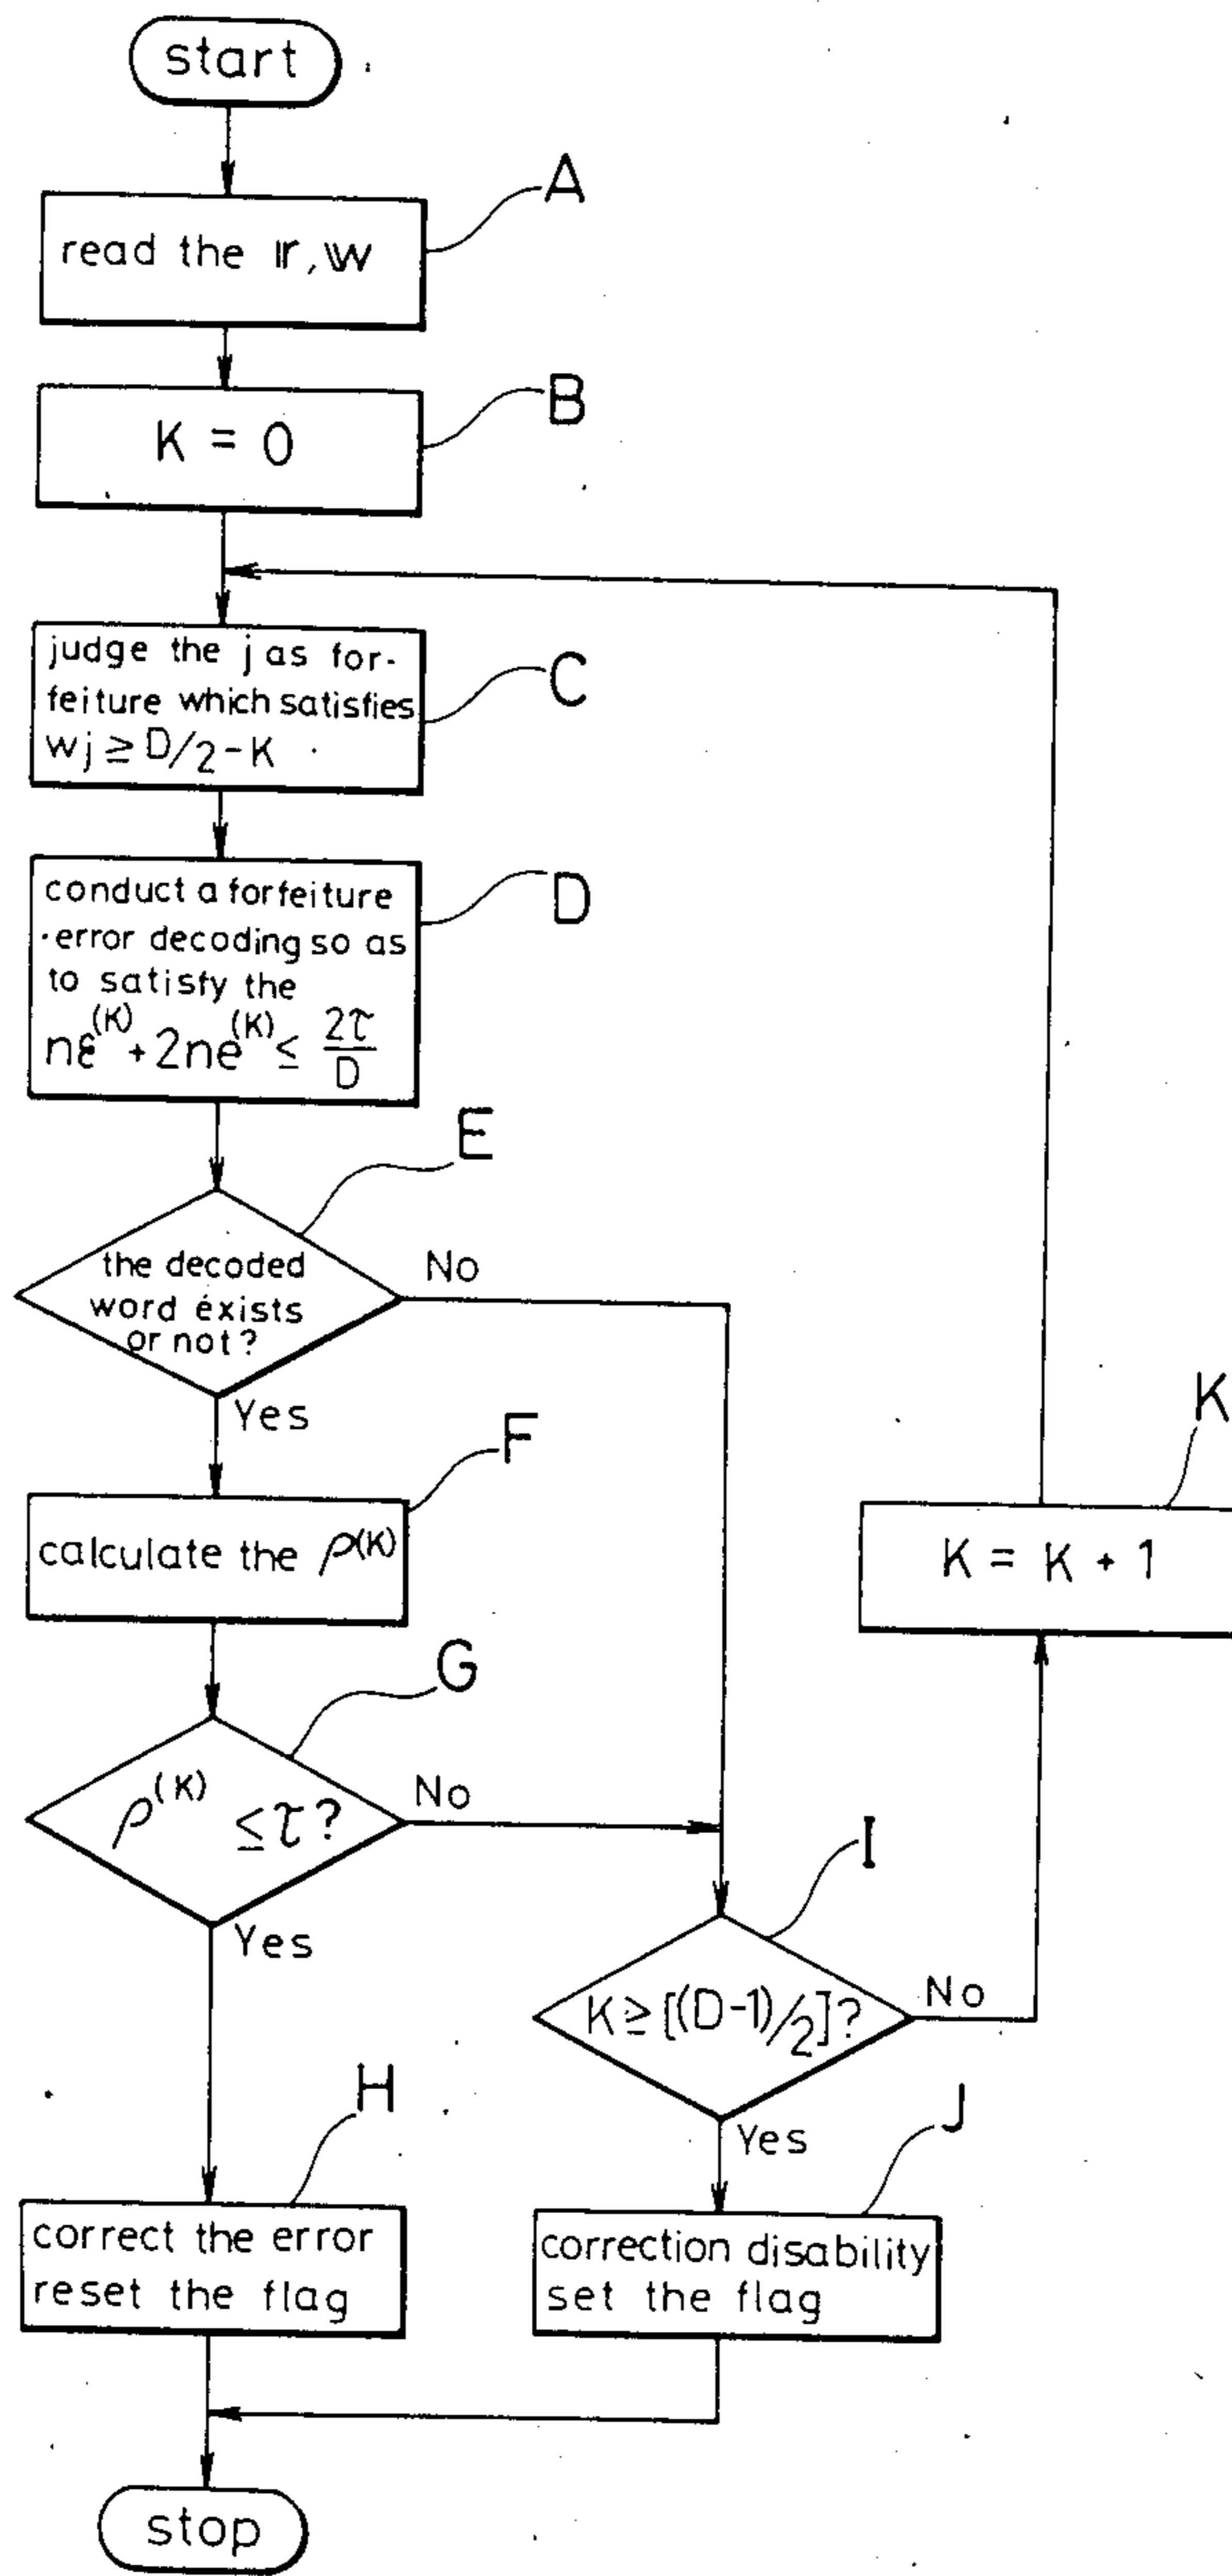 start
A
read the 𝕣, 𝕨
B
K = 0
judge the j as for-
feiture which satisfies
wj ≥ D/2 - K
C
conduct a forfeiture
·error decoding so as
to satisfy the
nε^(K) + 2ne^(K) ≤ 2τ/D
D
E
the decoded
word exists
or not?
No
Yes
F
calculate the ρ^(K)
K
K = K + 1
G
ρ^(K) ≤ τ?
No
Yes
I
K ≥ [(D-1)/2]?
No
Yes
H
correct the error
reset the flag
J
correction disability
set the flag
stop